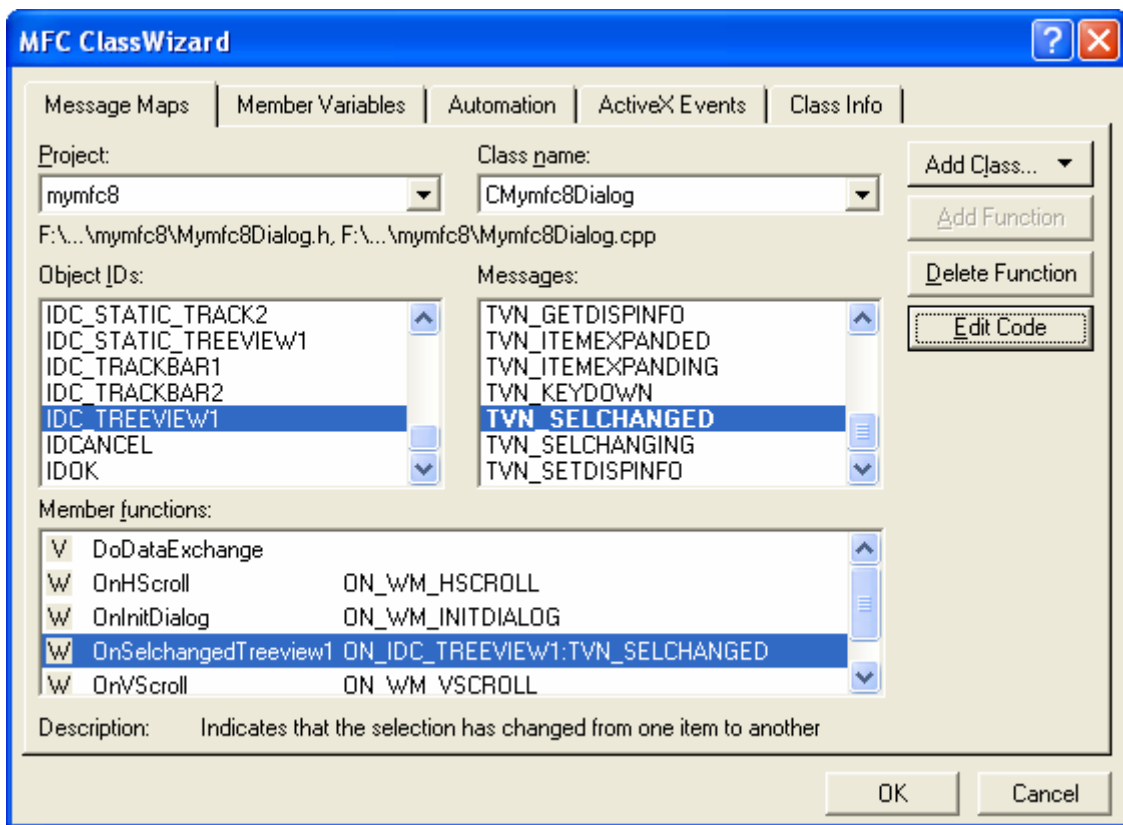 MFC ClassWizard
Message Maps Member Variables Automation ActiveX Events Class Info
Project: Class name:
Add Class...
mymfc8 CMymfc8Dialog
Add Function
F:\...\mymfc8\Mymfc8Dialog.h, F:\...\mymfc8\Mymfc8Dialog.cpp
Object IDs: Messages:
Delete Function
IDC_STATIC_TRACK2 TVN_GETDISPINFO
Edit Code
IDC_STATIC_TREEVIEW1 TVN_ITEMEXPANDED
IDC_TRACKBAR1 TVN_ITEMEXPANDING
IDC_TRACKBAR2 TVN_KEYDOWN
IDC_TREEVIEW1 TVN_SELCHANGED
IDCANCEL TVN_SELCHANGING
IDOK TVN_SETDISPINFO
Member functions:
V DoDataExchange
W OnHScroll ON_WM_HSCROLL
W OnInitDialog ON_WM_INITDIALOG
W OnSelchangedTreeview1 ON_IDC_TREEVIEW1:TVN_SELCHANGED
W OnVScroll ON_WM_VSCROLL
Description: Indicates that the selection has changed from one item to another
OK Cancel